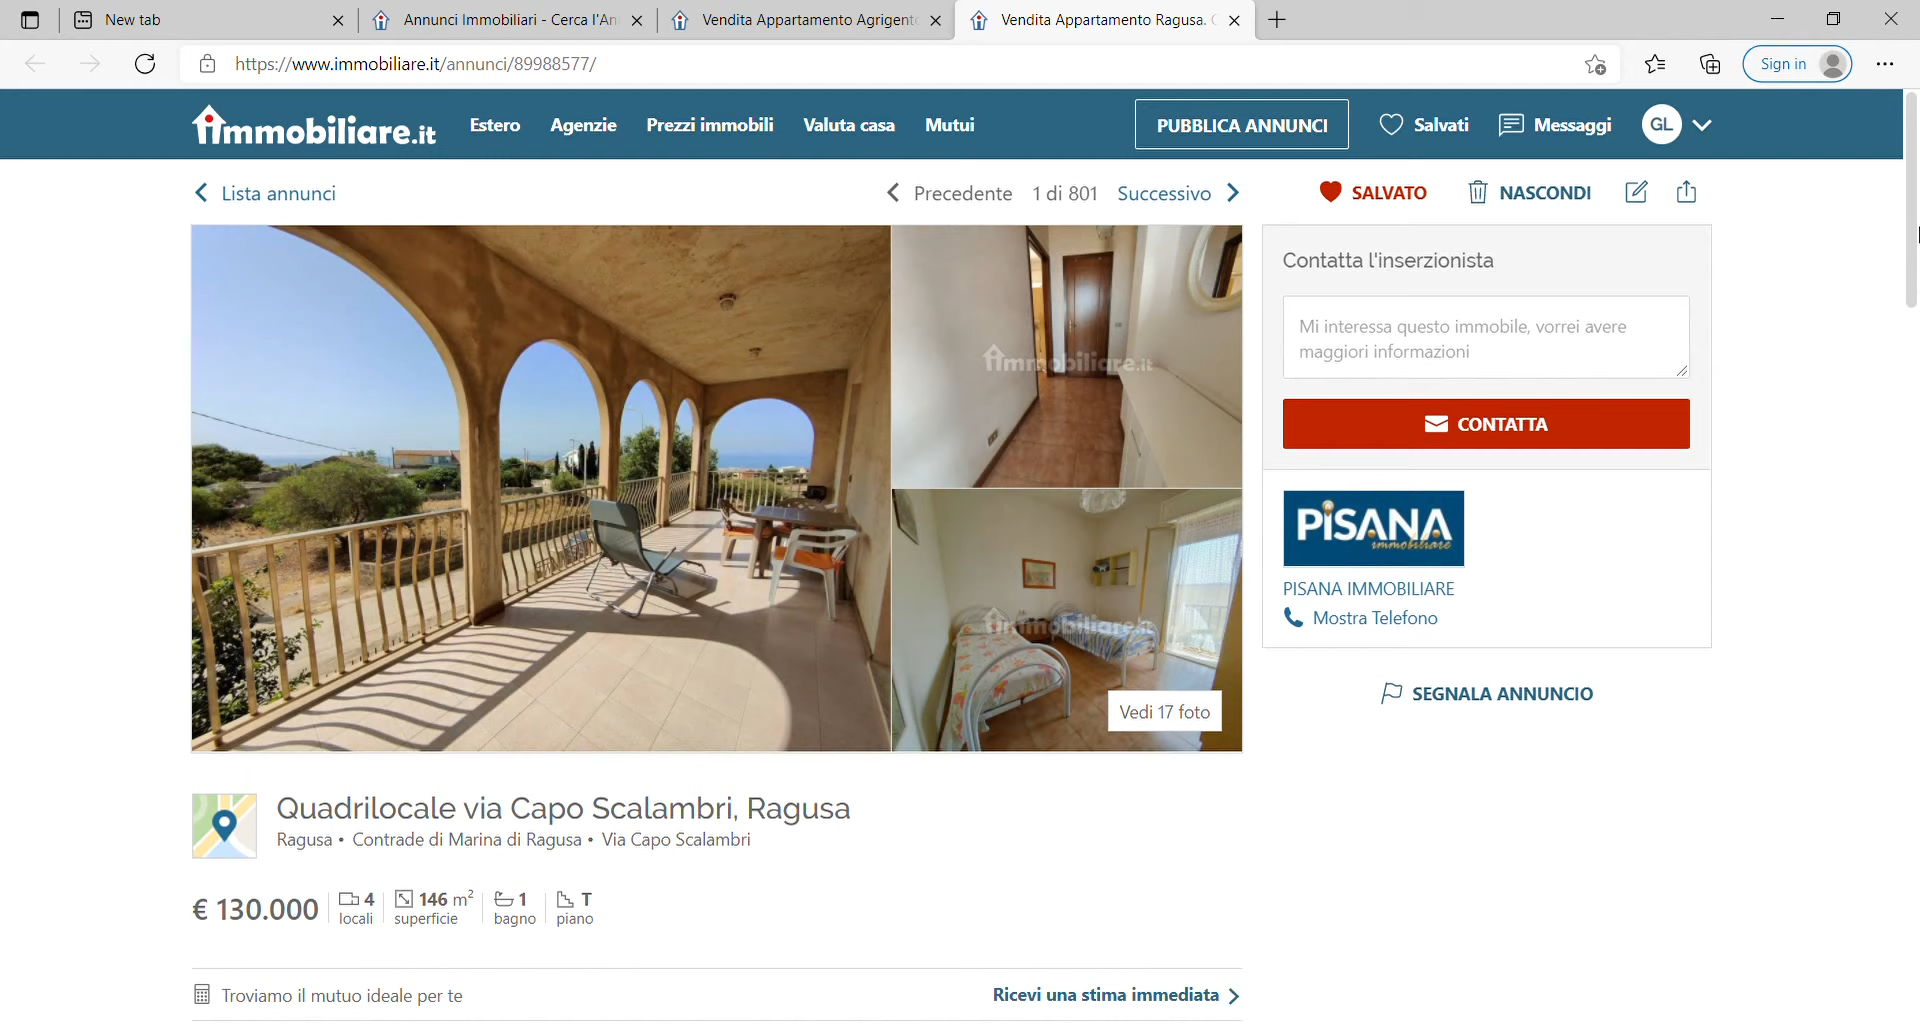 New tab
Annunci Immobiliari - Cerca l'An
Vendita Appartamento Agrigent
Vendita Appartamento Ragusa.
https://www.immobiliare.it/annunci/89988577/
Sign in
immobiliare.it
Estero
Agenzie
Prezzi immobili
Valuta casa
Mutui
PUBBLICA ANNUNCI
Salvati
Messaggi
GL
Lista annunci
Precedente
1 di 801
Successivo
SALVATO
NASCONDI
immobiliare.it
immobiliare.it
Vedi 17 foto
Contatta l'inserzionista
Mi interessa questo immobile, vorrei avere
maggiori informazioni
CONTATTA
PISANA
immobiliare
PISANA IMMOBILIARE
Mostra Telefono
SEGNALA ANNUNCIO
Quadrilocale via Capo Scalambri, Ragusa
Ragusa • Contrade di Marina di Ragusa • Via Capo Scalambri
€ 130.000
4
locali
146 m²
superficie
1
bagno
T
piano
Troviamo il mutuo ideale per te
Ricevi una stima immediata